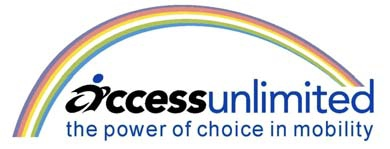 accessunlimited
the power of choice in mobility